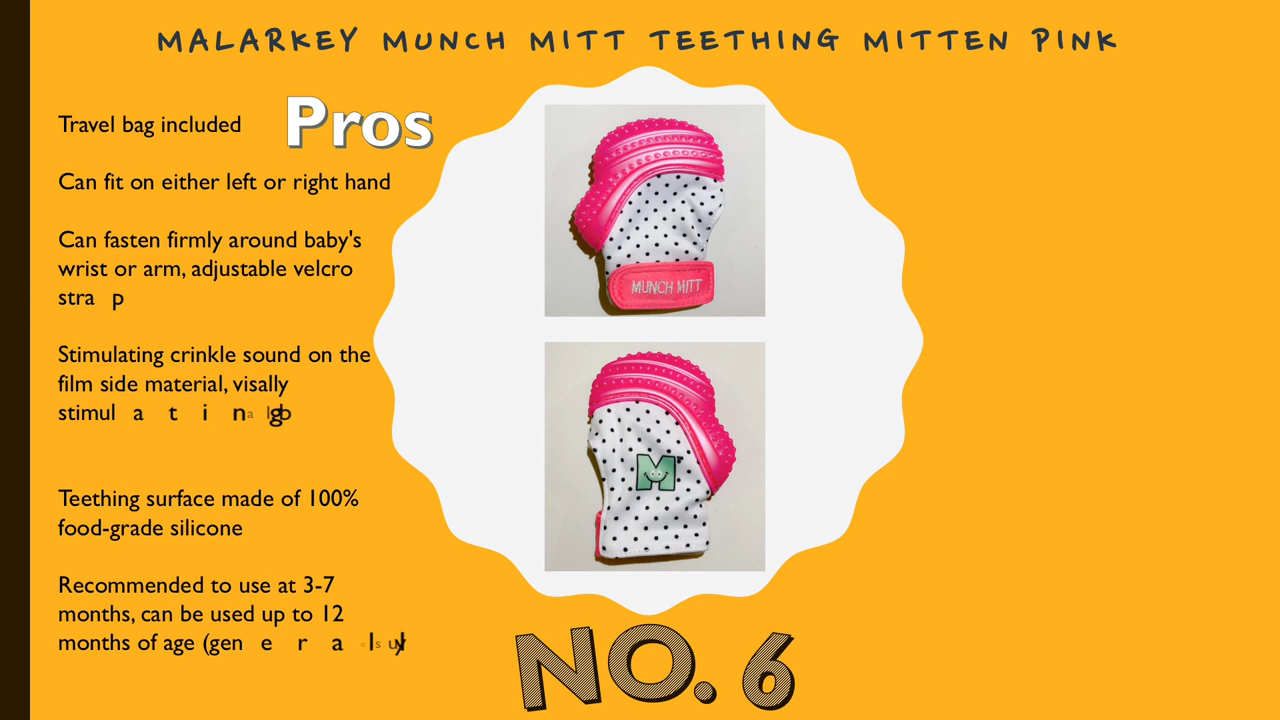 MALARKEY MUNCH MITT TEETHING MITTEN PINK
Pros
Travel bag included
Can fit on either left or right hand
Can fasten firmly around baby's
wrist or arm, adjustable velcro
strap
Stimulating crinkle sound on the
film side material, visally
stimulatin
Teething surface made of 100%
food-grade silicone
Recommended to use at 3-7
months, can be used up to 12
months of age (general
MUNCH MITT
M
NO. 6